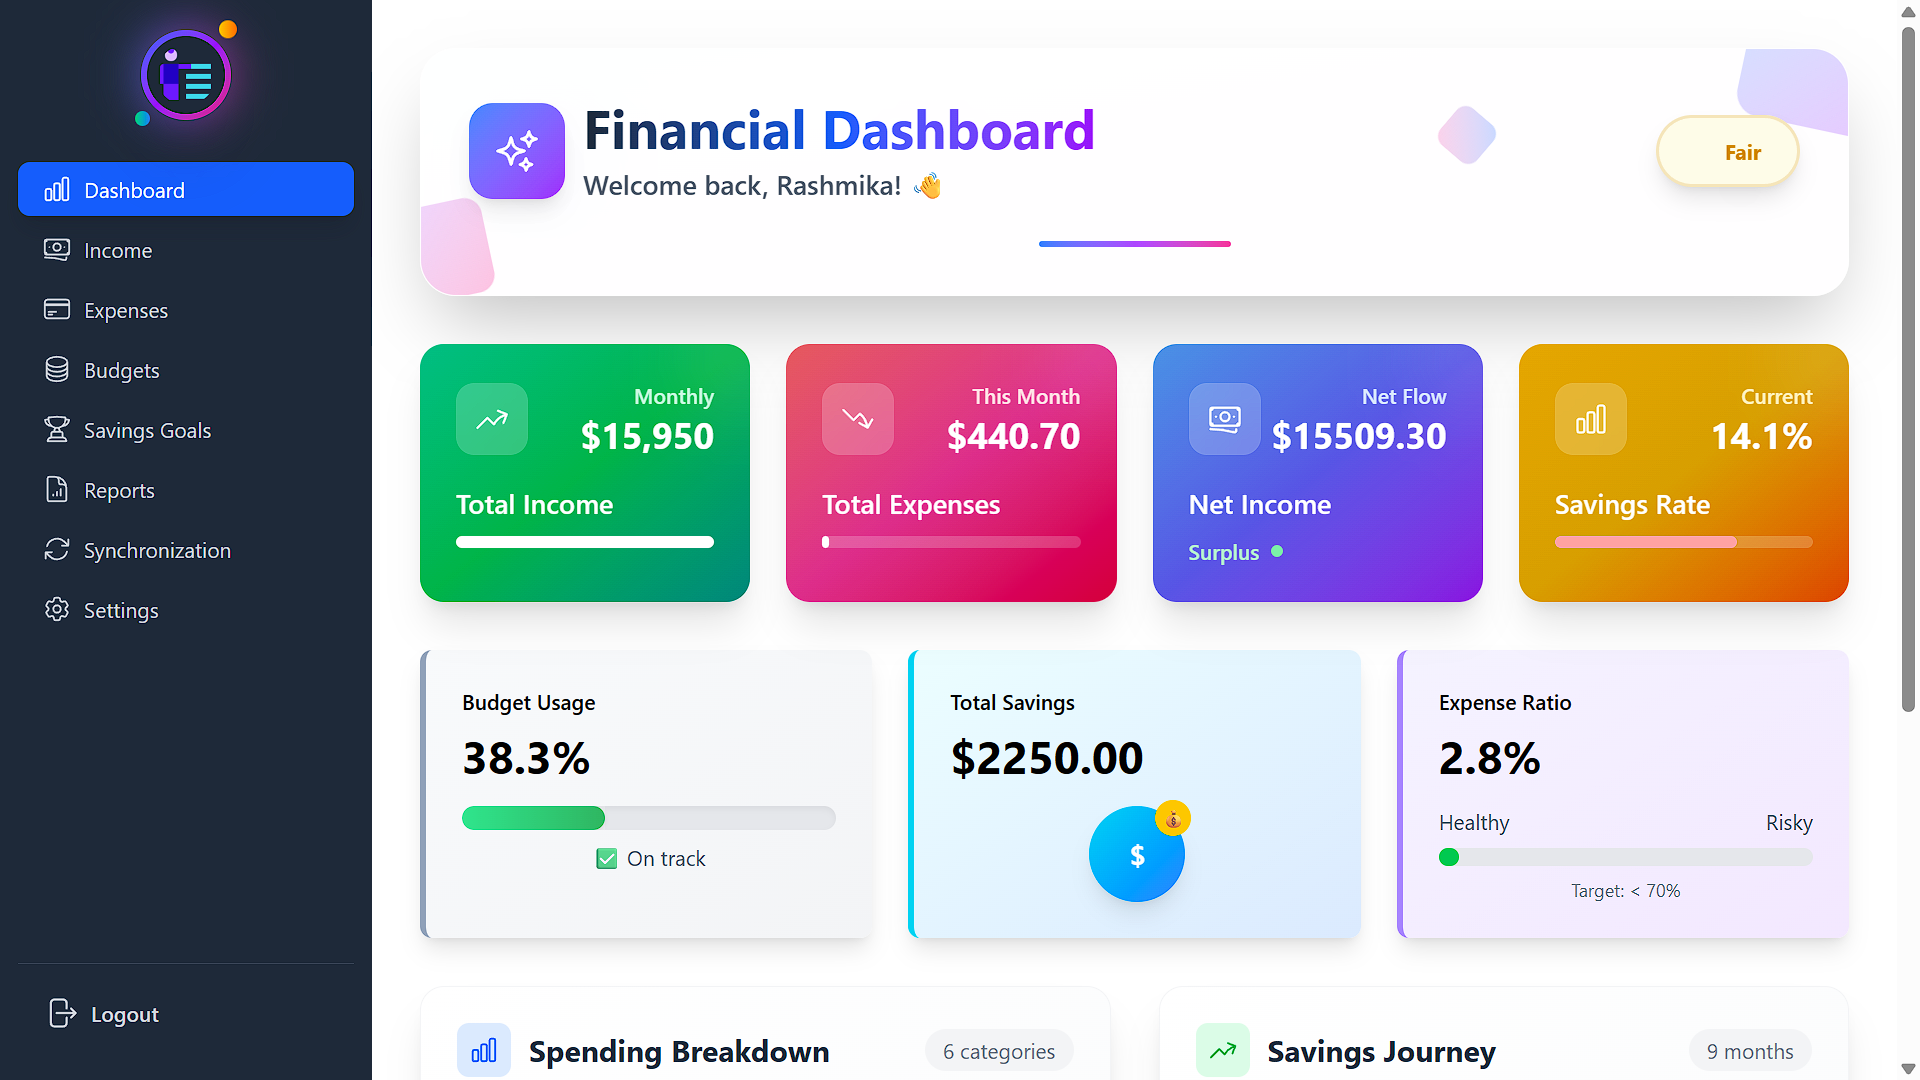 Dashboard
Income
Expenses
Budgets
Savings Goals
Reports
Synchronization
Settings
Logout
Financial Dashboard
Welcome back, Rashmika! 👋
Fair
Monthly
$15,950
Total Income
This Month
$440.70
Total Expenses
Net Flow
$15509.30
Net Income
Surplus
Current
14.1%
Savings Rate
Budget Usage
38.3%
✅ On track
Total Savings
$2250.00
$
Expense Ratio
2.8%
Healthy Risky
Target: < 70%
Spending Breakdown
6 categories
Savings Journey
9 months